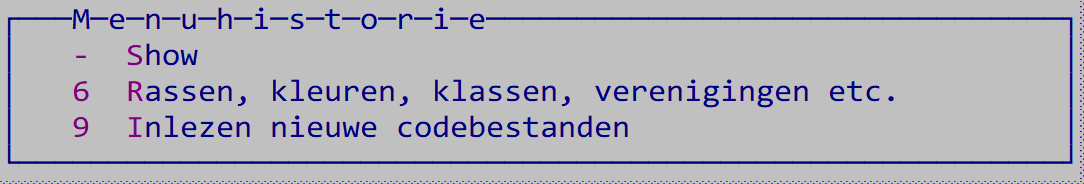 M-e-n-u-h-i-s-t-o-r-i-e
- Show
6 Rassen, kleuren, klassen, verenigingen etc.
9 Inlezen nieuwe codebestanden